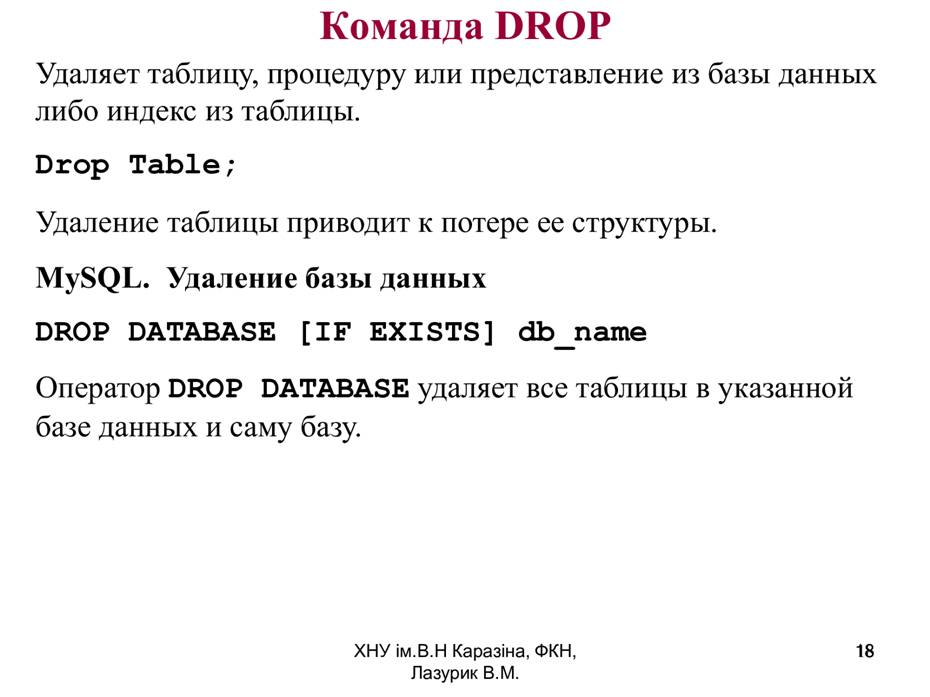 Команда DROP
Удаляет таблицу, процедуру или представление из базы данных
либо индекс из таблицы.
Drop Table;
Удаление таблицы приводит к потере ее структуры.
MySQL. Удаление базы данных
DROP DATABASE [IF EXISTS] db_name
Оператор DROP DATABASE удаляет все таблицы в указанной
базе данных и саму базу.
ХНУ ім.В.Н Каразіна, ФКН,
Лазурик В.М.
18